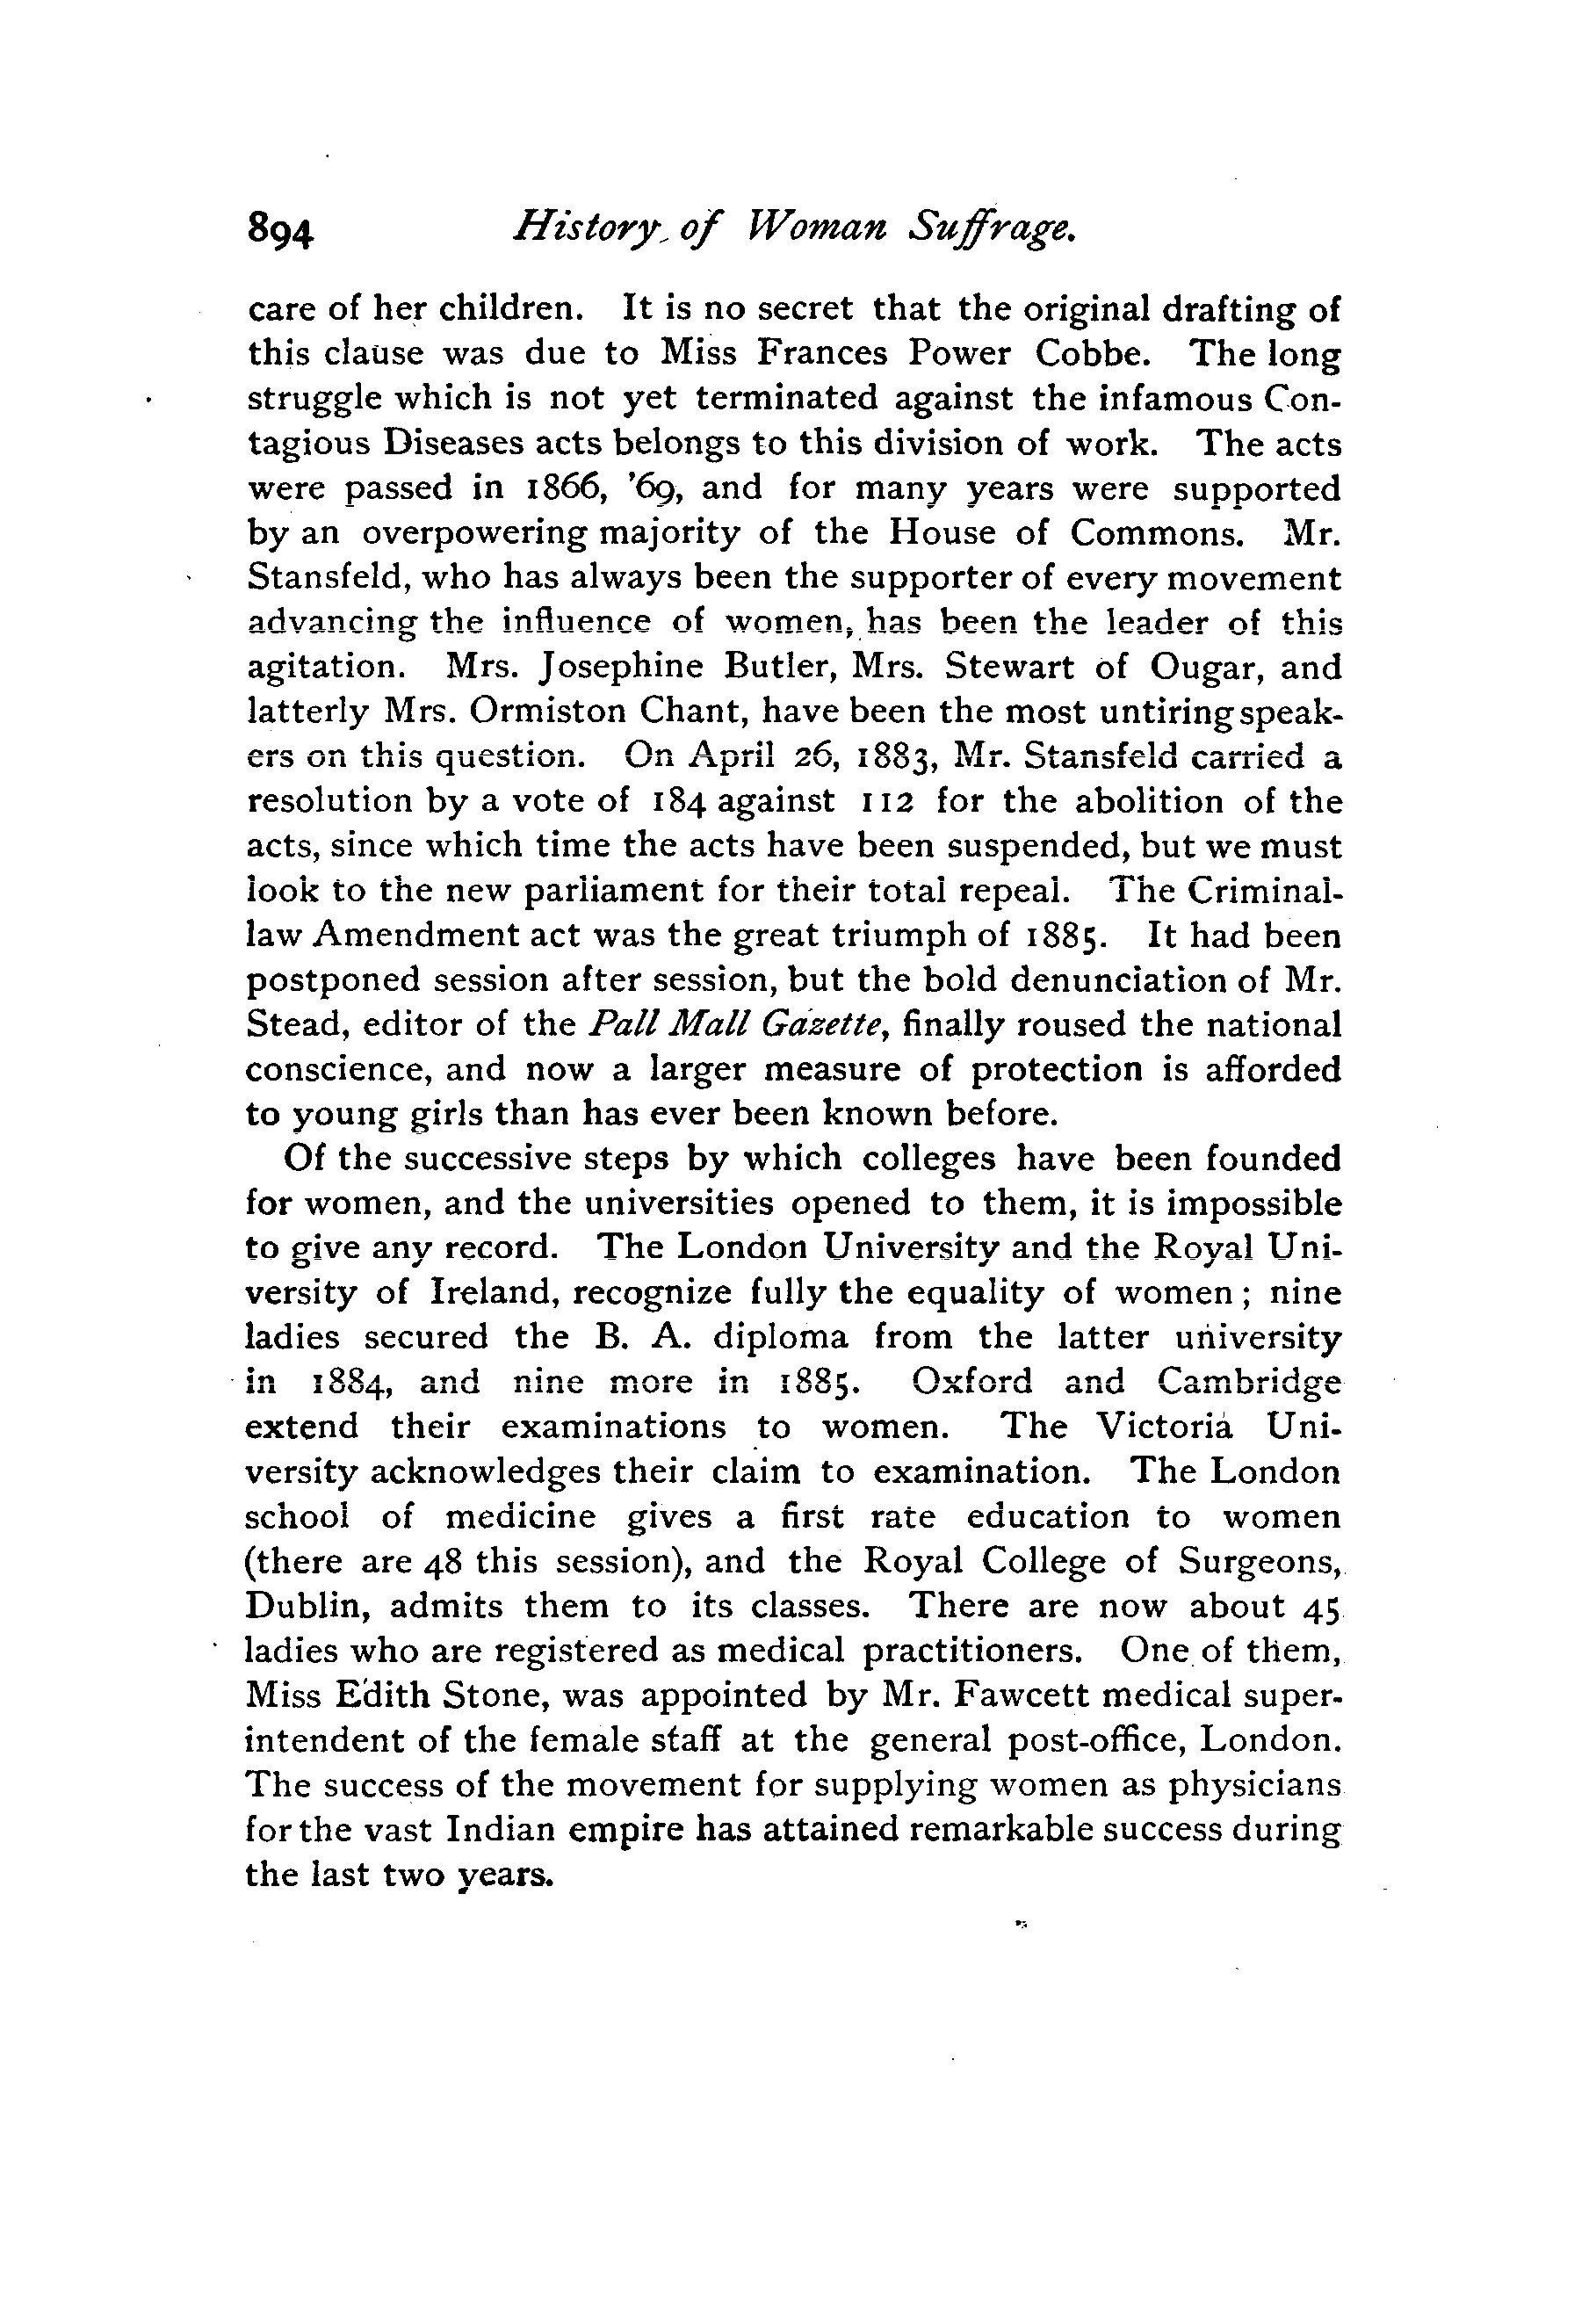 894 History of Woman Suffrage.
care of her children. It is no secret that the original drafting of
this clause was due to Miss Frances Power Cobbe. The long
struggle which is not yet terminated against the infamous Con-
tagious Diseases acts belongs to this division of work. The acts
were passed in 1866, '69, and for many years were supported
by an overpowering majority of the House of Commons. Mr.
Stansfeld, who has always been the supporter of every movement
advancing the influence of women, has been the leader of this
agitation. Mrs. Josephine Butler, Mrs. Stewart of Ougar, and
latterly Mrs. Ormiston Chant, have been the most untiring speak-
ers on this question. On April 26, 1883, Mr. Stansfeld carried a
resolution by a vote of 184 against 112 for the abolition of the
acts, since which time the acts have been suspended, but we must
look to the new parliament for their total repeal. The Criminal-
law Amendment act was the great triumph of 1885. It had been
postponed session after session, but the bold denunciation of Mr.
Stead, editor of the Pall Mall Gazette, finally roused the national
conscience, and now a larger measure of protection is afforded
to young girls than has ever been known before.
Of the successive steps by which colleges have been founded
for women, and the universities opened to them, it is impossible
to give any record. The London University and the Royal Uni-
versity of Ireland, recognize fully the equality of women; nine
ladies secured the B. A. diploma from the latter university
in 1884, and nine more in 1885. Oxford and Cambridge
extend their examinations to women. The Victoria Uni-
versity acknowledges their claim to examination. The London
school of medicine gives a first rate education to women
(there are 48 this session), and the Royal College of Surgeons,
Dublin, admits them to its classes. There are now about 45
ladies who are registered as medical practitioners. One of them,
Miss Edith Stone, was appointed by Mr. Fawcett medical super-
intendent of the female staff at the general post-office, London.
The success of the movement for supplying women as physicians
for the vast Indian empire has attained remarkable success during
the last two years.